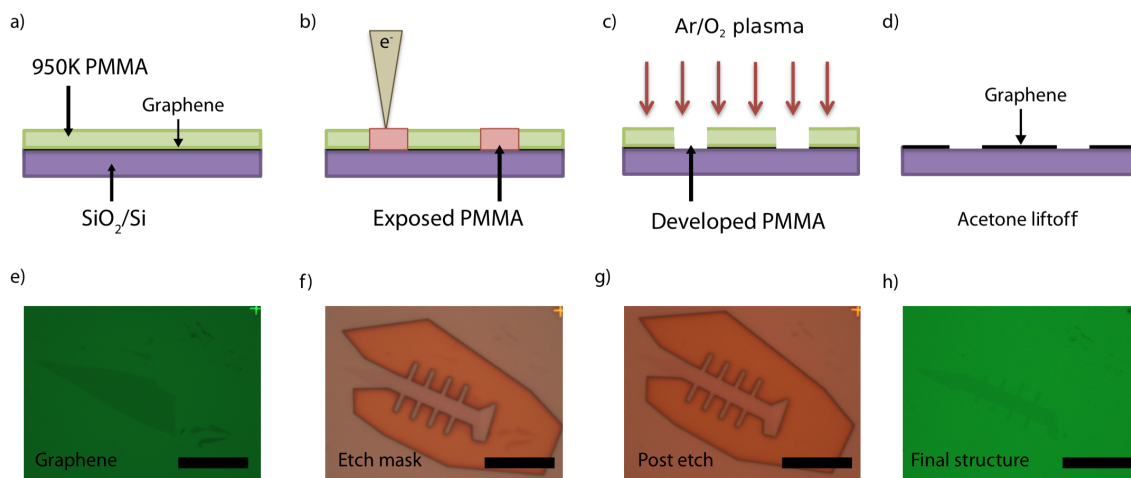 a)
b)
c)
d)
950K PMMA
Graphene
SiO₂/Si
e⁻
Exposed PMMA
Ar/O₂ plasma
Developed PMMA
Graphene
Acetone liftoff
e)
f)
g)
h)
Graphene
Etch mask
Post etch
Final structure